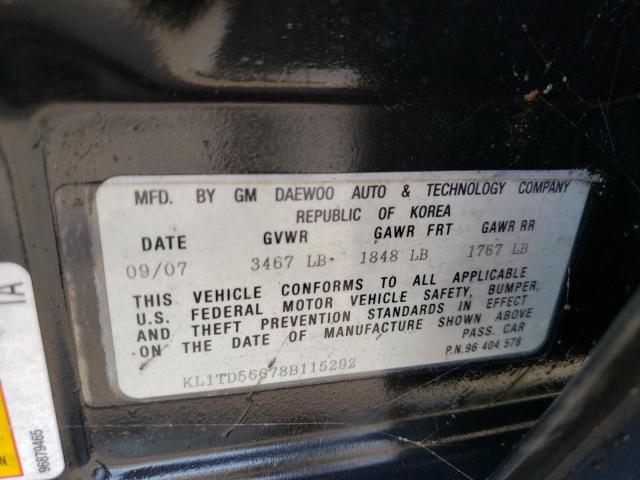 MFD. BY GM DAEWOO AUTO & TECHNOLOGY COMPANY
REPUBLIC OF KOREA
DATE GVWR GAWR FRT GAWR RR
09/07 3467 LB 1848 LB 1767 LB
THIS VEHICLE CONFORMS TO ALL APPLICABLE
U.S. FEDERAL MOTOR VEHICLE SAFETY, BUMPER,
AND THEFT PREVENTION STANDARDS IN EFFECT
ON THE DATE OF MANUFACTURE SHOWN ABOVE
PASS. CAR
P.N.96 404 578
KL1TD56678B115292
96879465